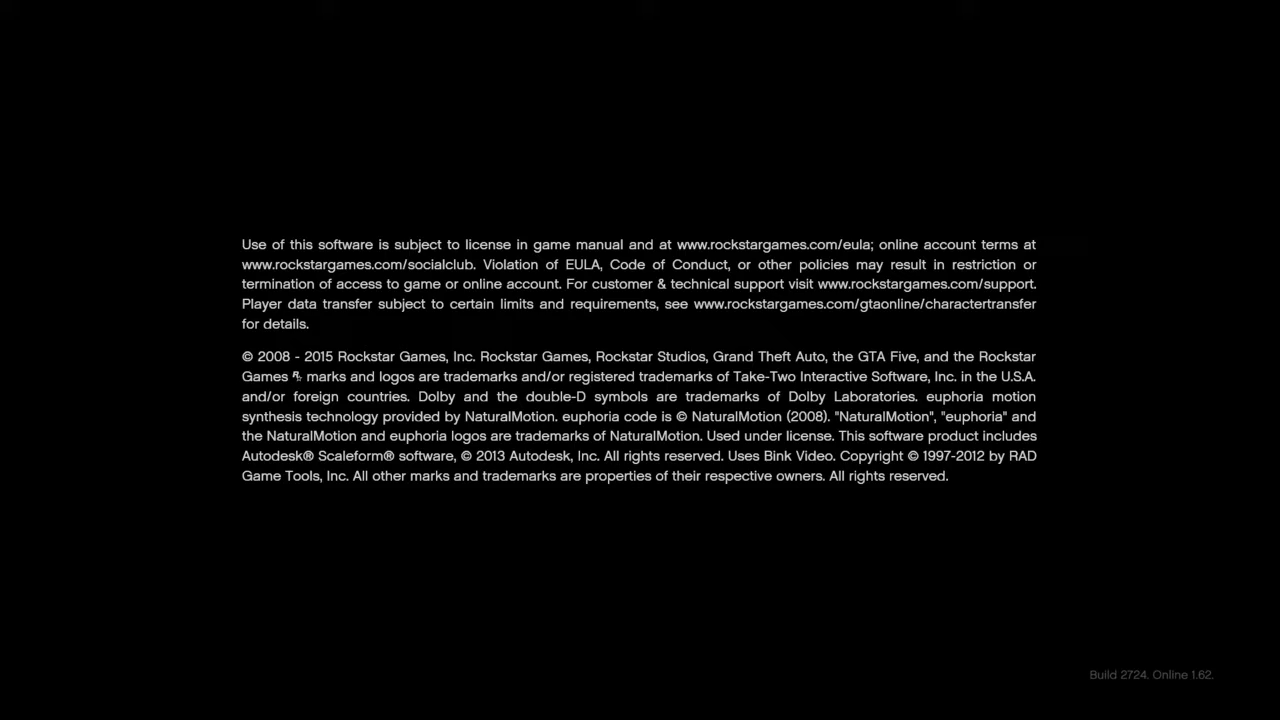 Use of this software is subject to license in game manual and at www.rockstargames.com/eula; online account terms at
www.rockstargames.com/socialclub. Violation of EULA, Code of Conduct, or other policies may result in restriction or
termination of access to game or online account. For customer & technical support visit www.rockstargames.com/support.
Player data transfer subject to certain limits and requirements, see www.rockstargames.com/gtaonline/charactertransfer
for details.
© 2008 - 2015 Rockstar Games, Inc. Rockstar Games, Rockstar Studios, Grand Theft Auto, the GTA Five, and the Rockstar
Games R* marks and logos are trademarks and/or registered trademarks of Take-Two Interactive Software, Inc. in the U.S.A.
and/or foreign countries. Dolby and the double-D symbols are trademarks of Dolby Laboratories. euphoria motion
synthesis technology provided by NaturalMotion. euphoria code is © NaturalMotion (2008). "NaturalMotion", "euphoria" and
the NaturalMotion and euphoria logos are trademarks of NaturalMotion. Used under license. This software product includes
Autodesk® Scaleform® software, © 2013 Autodesk, Inc. All rights reserved. Uses Bink Video. Copyright © 1997-2012 by RAD
Game Tools, Inc. All other marks and trademarks are properties of their respective owners. All rights reserved.
Build 2724. Online 1.62.